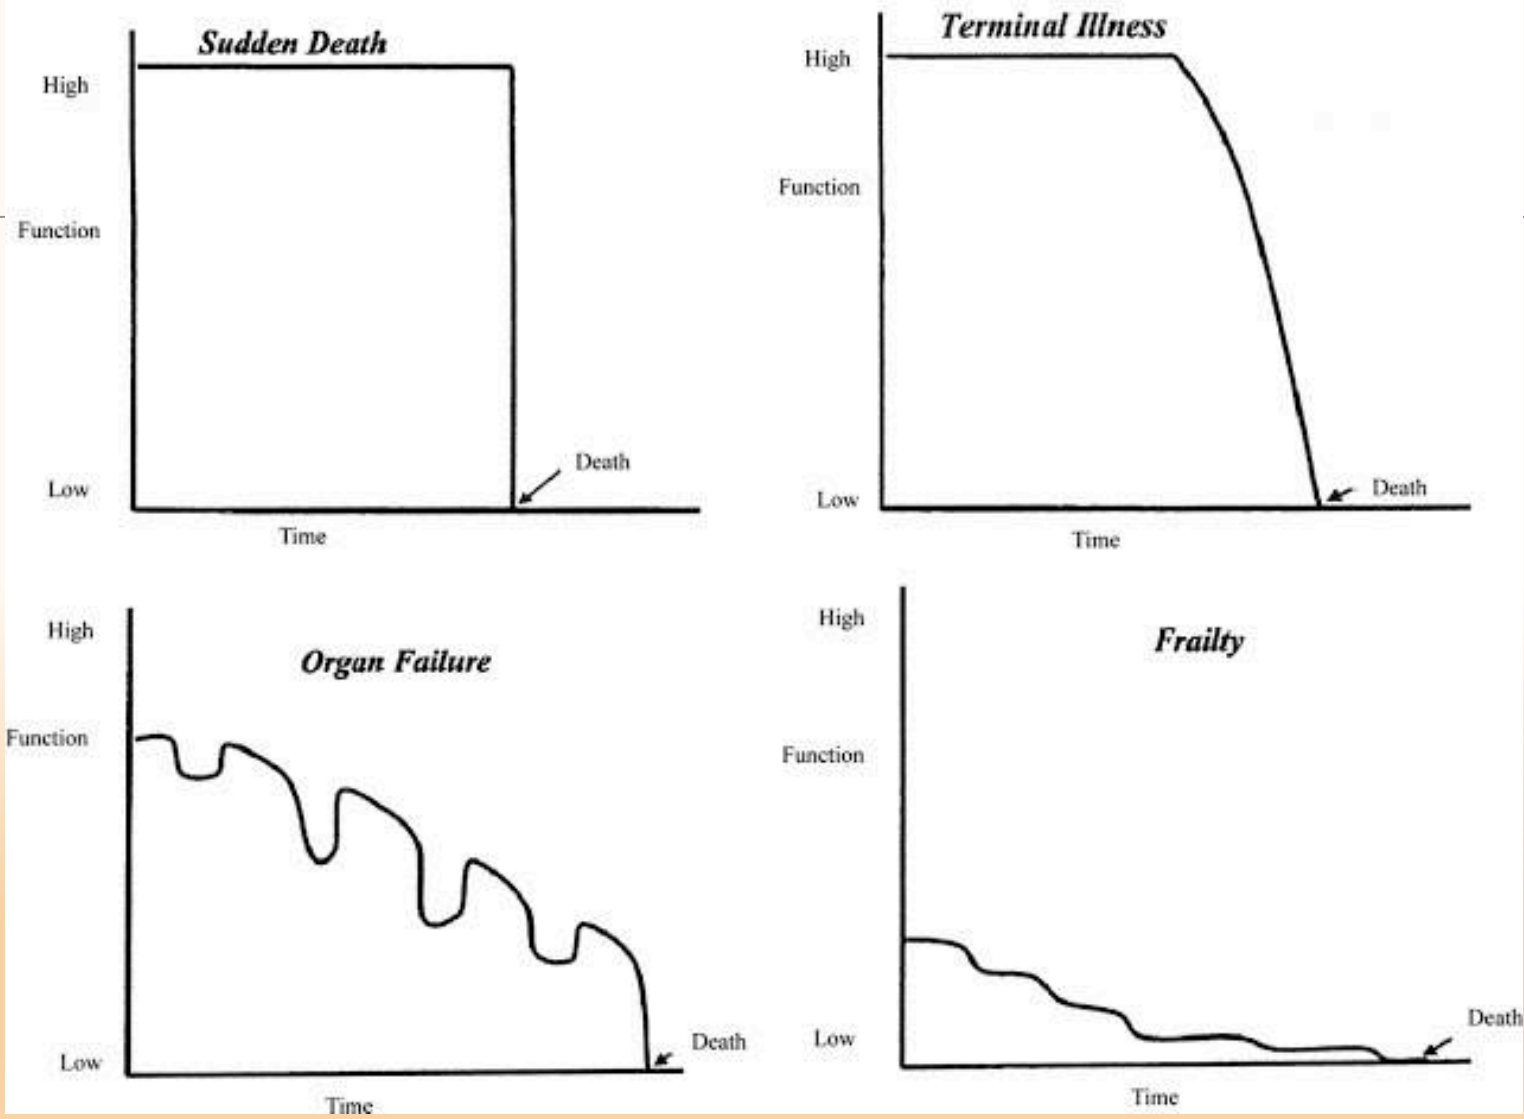 Sudden Death
High
Function
Low
Death
Time
Terminal Illness
High
Function
Low
Death
Time
Organ Failure
High
Function
Low
Death
Time
Frailty
High
Function
Low
Death
Time